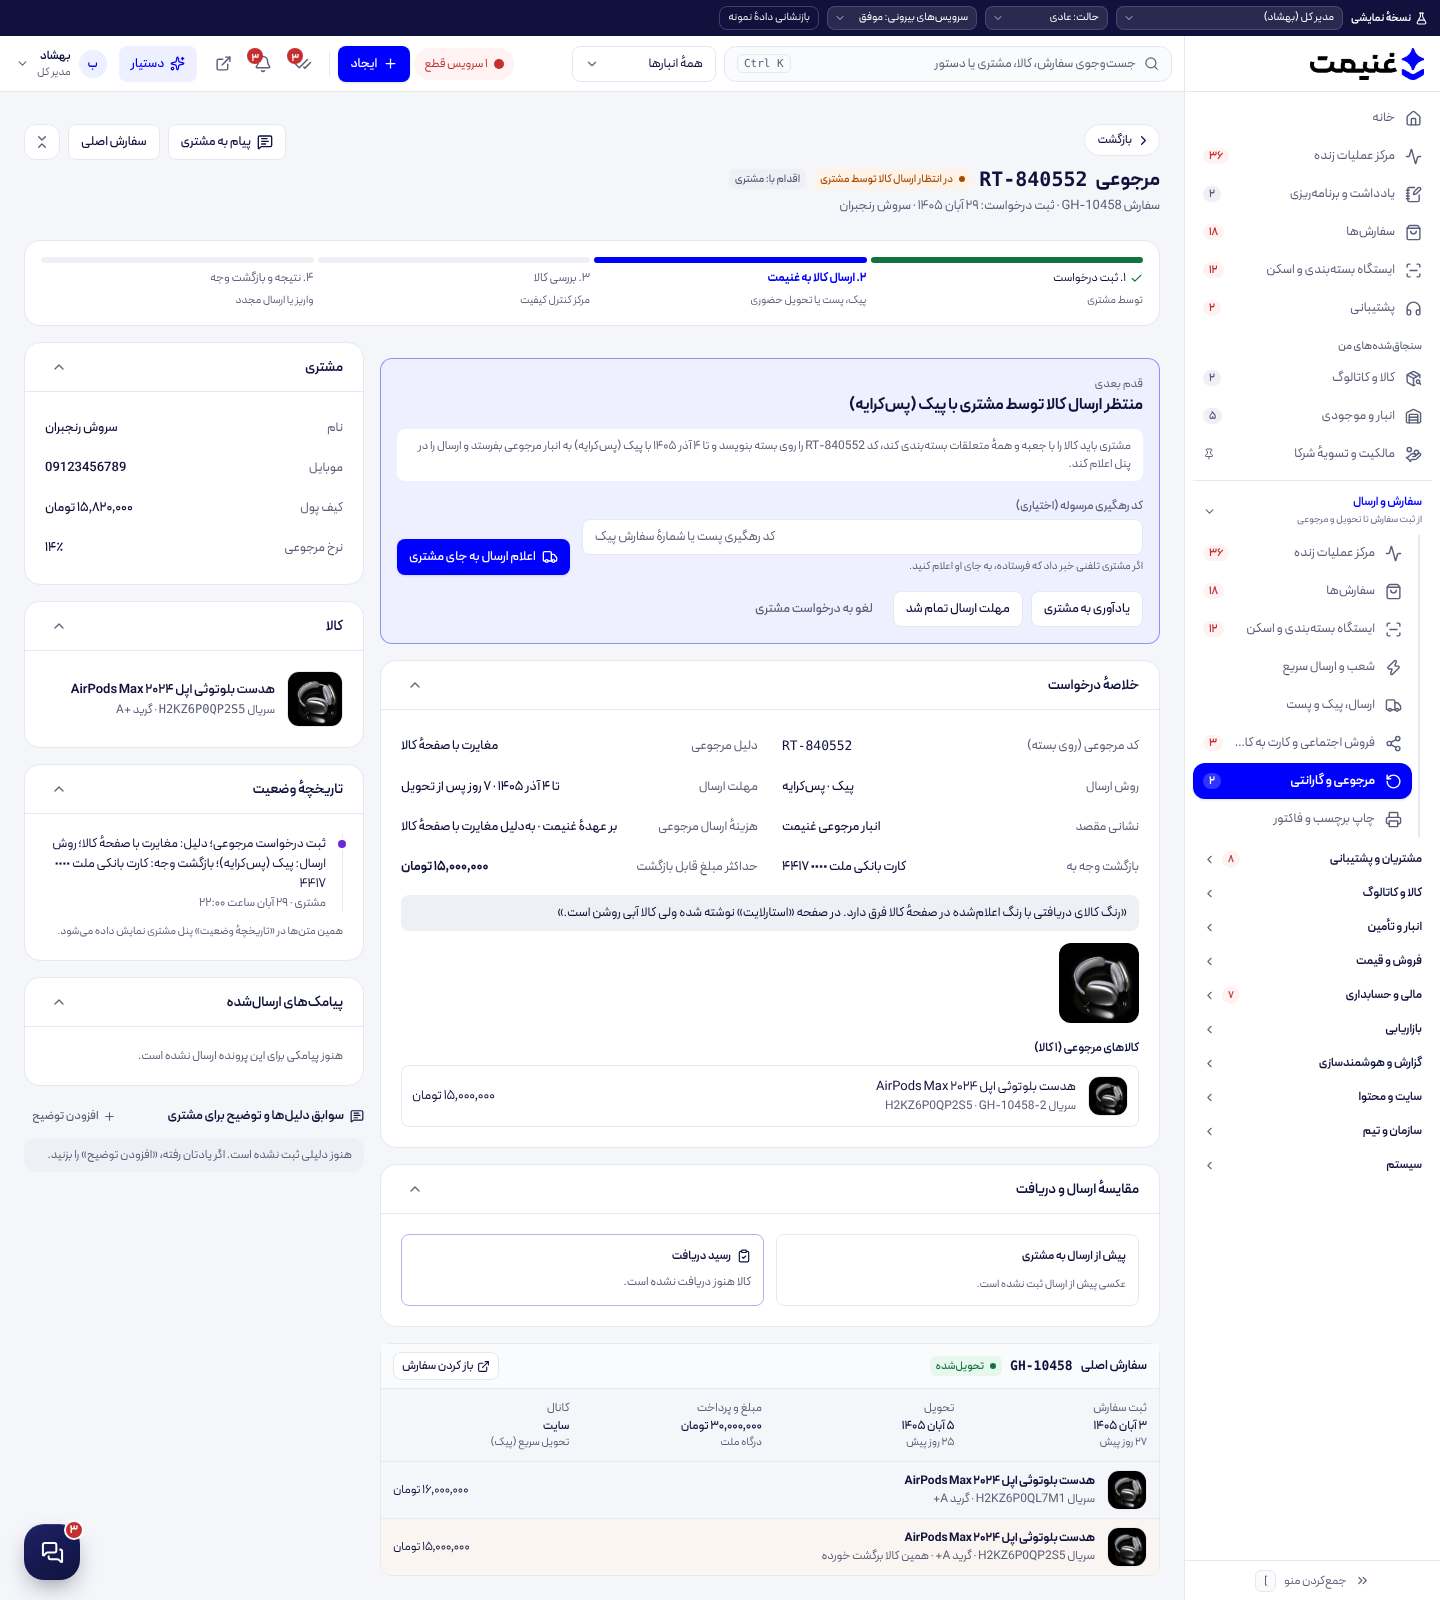 نسخهٔ نمایشی
مدیر کل (بهشاد)
حالت: عادی
سرویس‌های بیرونی: موفق
بازنشانی دادهٔ نمونه
غنیمت
جست‌وجوی سفارش، کالا، مشتری یا دستور
Ctrl K
همهٔ انبارها
۱ سرویس قطع
ایجاد
۳
۳
دستیار
ب
بهشاد
مدیر کل
خانه
مرکز عملیات زنده ۳۶
یادداشت و برنامه‌ریزی ۲
سفارش‌ها ۱۸
ایستگاه بسته‌بندی و اسکن ۱۲
پشتیبانی ۲
سنجاق‌شده‌های من
کالا و کاتالوگ ۲
انبار و موجودی ۵
مالکیت و تسویهٔ شرکا
سفارش و ارسال
از ثبت سفارش تا تحویل و مرجوعی
مرکز عملیات زنده ۳۶
سفارش‌ها ۱۸
ایستگاه بسته‌بندی و اسکن ۱۲
شعب و ارسال سریع
ارسال، پیک و پست
فروش اجتماعی و کارت به کا... ۳
مرجوعی و گارانتی ۲
چاپ برچسب و فاکتور
مشتریان و پشتیبانی ۸
کالا و کاتالوگ
انبار و تأمین
فروش و قیمت
مالی و حسابداری ۷
بازاریابی
گزارش و هوشمندسازی
سایت و محتوا
سازمان و تیم
سیستم
جمع‌کردن منو [
بازگشت
پیام به مشتری
سفارش اصلی
مرجوعی RT-840552
در انتظار ارسال کالا توسط مشتری
اقدام با: مشتری
سفارش GH-10458 · ثبت درخواست: ۲۹ آبان ۱۴۰۵ · سروش رنجبران
۱. ثبت درخواست
توسط مشتری
۲. ارسال کالا به غنیمت
پیک، پست یا تحویل حضوری
۳. بررسی کالا
مرکز کنترل کیفیت
۴. نتیجه و بازگشت وجه
واریز یا ارسال مجدد
قدم بعدی
منتظر ارسال کالا توسط مشتری با پیک (پس‌کرایه)
مشتری باید کالا را با جعبه و همهٔ متعلقات بسته‌بندی کند، کد RT-840552 را روی بسته بنویسد و تا ۴ آذر ۱۴۰۵ با پیک (پس‌کرایه) به انبار مرجوعی بفرستد و ارسال را در
پنل اعلام کند.
کد رهگیری مرسوله (اختیاری)
کد رهگیری پست یا شمارهٔ سفارش پیک
اعلام ارسال به جای مشتری
اگر مشتری تلفنی خبر داد که فرستاده، به جای او اعلام کنید.
یادآوری به مشتری
مهلت ارسال تمام شد
لغو به درخواست مشتری
خلاصهٔ درخواست
کد مرجوعی (روی بسته) RT-840552
دلیل مرجوعی مغایرت با صفحهٔ کالا
روش ارسال پیک · پس‌کرایه
مهلت ارسال تا ۴ آذر ۱۴۰۵ · ۷ روز پس از تحویل
نشانی مقصد انبار مرجوعی غنیمت
هزینهٔ ارسال مرجوعی بر عهدهٔ غنیمت · به‌دلیل مغایرت با صفحهٔ کالا
بازگشت وجه به کارت بانکی ملت •••• ۴۴۱۷
حداکثر مبلغ قابل بازگشت ۱۵,۰۰۰,۰۰۰ تومان
«رنگ کالای دریافتی با رنگ اعلام‌شده در صفحهٔ کالا فرق دارد. در صفحه «استارلایت» نوشته شده ولی کالا آبی روشن است.»
کالاهای مرجوعی (۱ کالا)
هدست بلوتوثی اپل AirPods Max ۲۰۲۴
سریال H2KZ6P0QP2S5 · GH-10458-2
۱۵,۰۰۰,۰۰۰ تومان
مقایسهٔ ارسال و دریافت
پیش از ارسال به مشتری
عکسی پیش از ارسال ثبت نشده است.
رسید دریافت
کالا هنوز دریافت نشده است.
سفارش اصلی GH-10458 تحویل‌شده
باز کردن سفارش
ثبت سفارش
۳ آبان ۱۴۰۵
۲۷ روز پیش
تحویل
۵ آبان ۱۴۰۵
۲۵ روز پیش
مبلغ و پرداخت
۳۰,۰۰۰,۰۰۰ تومان
درگاه ملت
کانال
سایت
تحویل سریع (پیک)
هدست بلوتوثی اپل AirPods Max ۲۰۲۴
سریال H2KZ6P0QL7M1 · گرید A+
۱۶,۰۰۰,۰۰۰ تومان
هدست بلوتوثی اپل AirPods Max ۲۰۲۴
سریال H2KZ6P0QP2S5 · گرید A+ · همین کالا برگشت خورده
۱۵,۰۰۰,۰۰۰ تومان
مشتری
نام سروش رنجبران
موبایل 09123456789
کیف پول ۱۵,۸۲۰,۰۰۰ تومان
نرخ مرجوعی ۱۴٪
کالا
هدست بلوتوثی اپل AirPods Max ۲۰۲۴
سریال H2KZ6P0QP2S5 · گرید A+
تاریخچهٔ وضعیت
ثبت درخواست مرجوعی؛ دلیل: مغایرت با صفحهٔ کالا؛ روش
ارسال: پیک (پس‌کرایه)؛ بازگشت وجه: کارت بانکی ملت ••••
۴۴۱۷
مشتری · ۲۹ آبان ساعت ۲۲:۰۰
همین متن‌ها در «تاریخچهٔ وضعیت» پنل مشتری نمایش داده می‌شود.
پیامک‌های ارسال‌شده
هنوز پیامکی برای این پرونده ارسال نشده است.
سوابق دلیل‌ها و توضیح برای مشتری
افزودن توضیح
هنوز دلیلی ثبت نشده است. اگر یادتان رفته، «افزودن توضیح» را بزنید.
۳